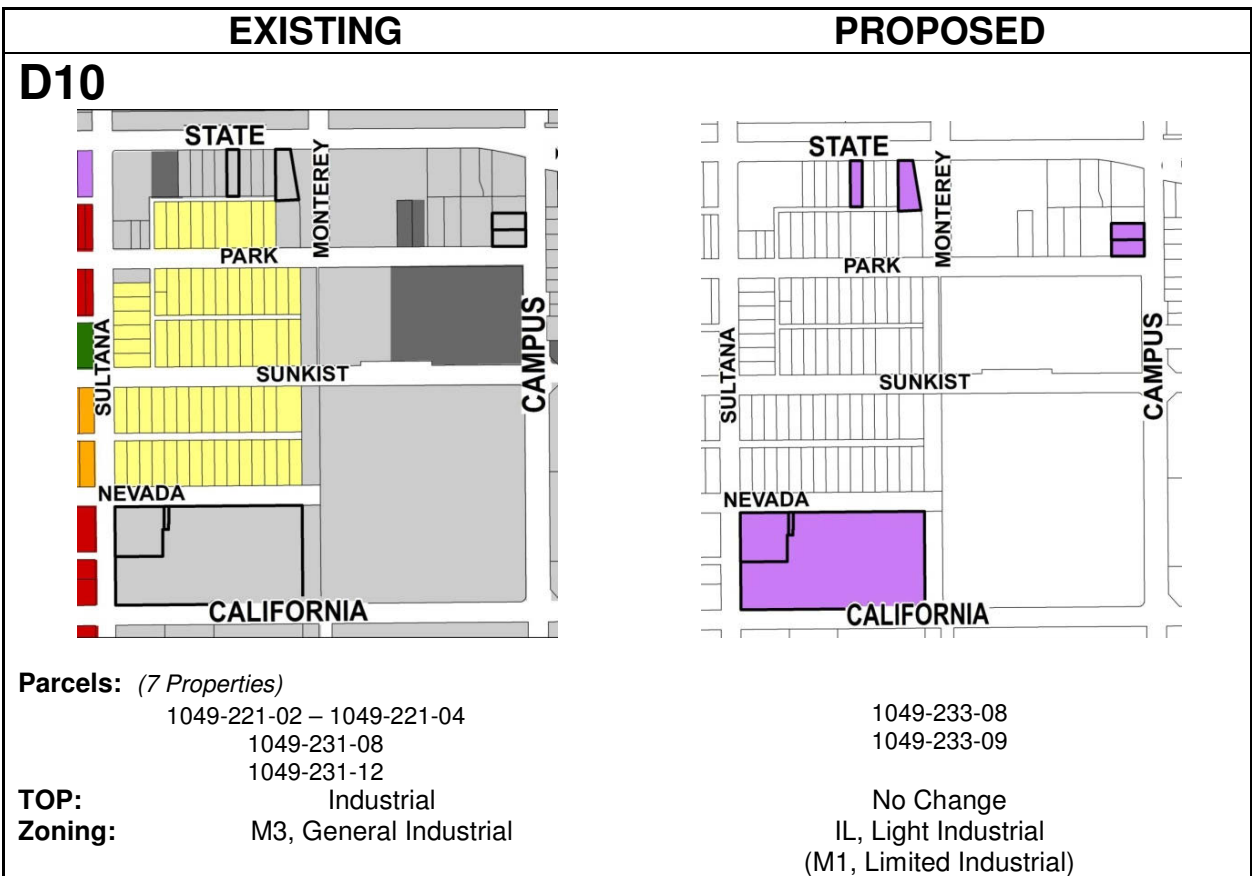 EXISTING
PROPOSED
D10
STATE
MONTEREY
PARK
SULTANA
CAMPUS
SUNKIST
NEVADA
CALIFORNIA
STATE
MONTEREY
PARK
SULTANA
CAMPUS
SUNKIST
NEVADA
CALIFORNIA
Parcels: (7 Properties)
1049-221-02 – 1049-221-04
1049-231-08
1049-231-12
1049-233-08
1049-233-09
TOP: Industrial No Change
Zoning: M3, General Industrial IL, Light Industrial
(M1, Limited Industrial)